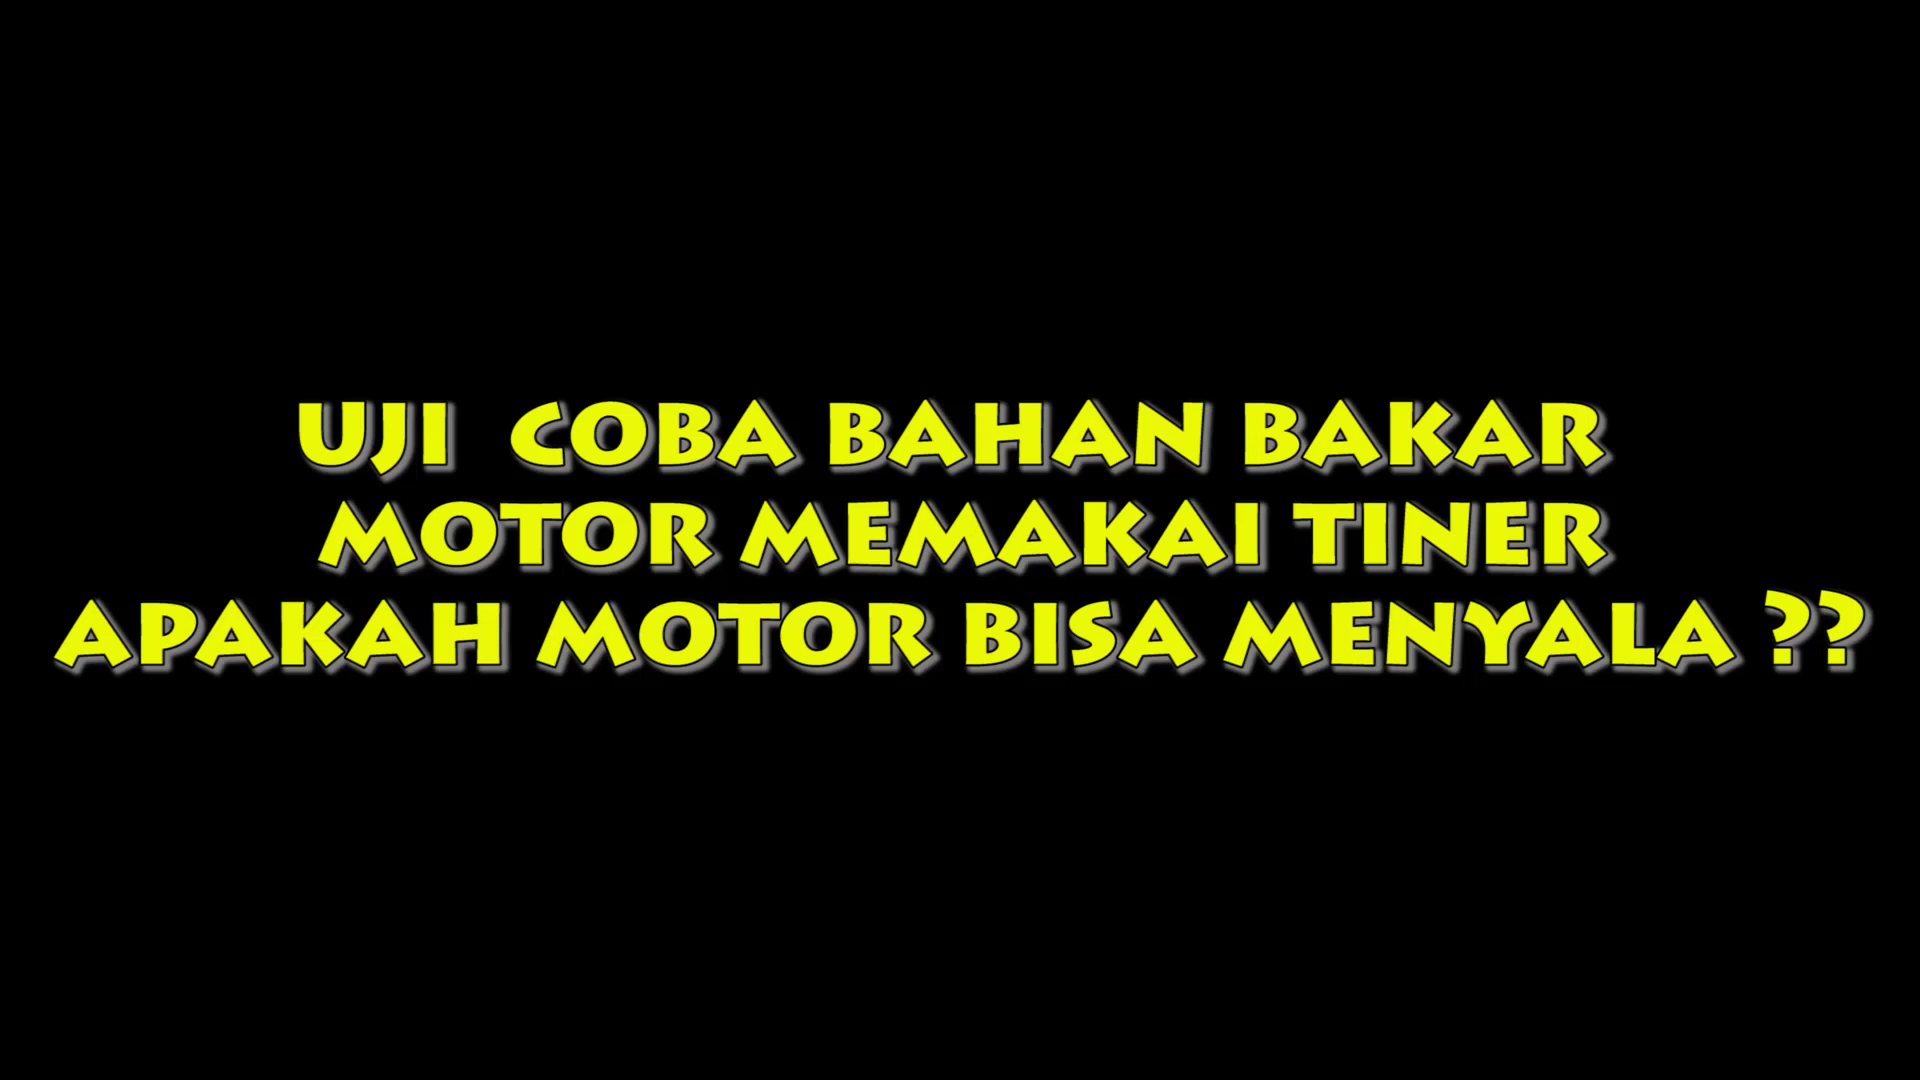 UJI  COBA BAHAN BAKAR
MOTOR MEMAKAI TINER
APAKAH MOTOR BISA MENYALA ??